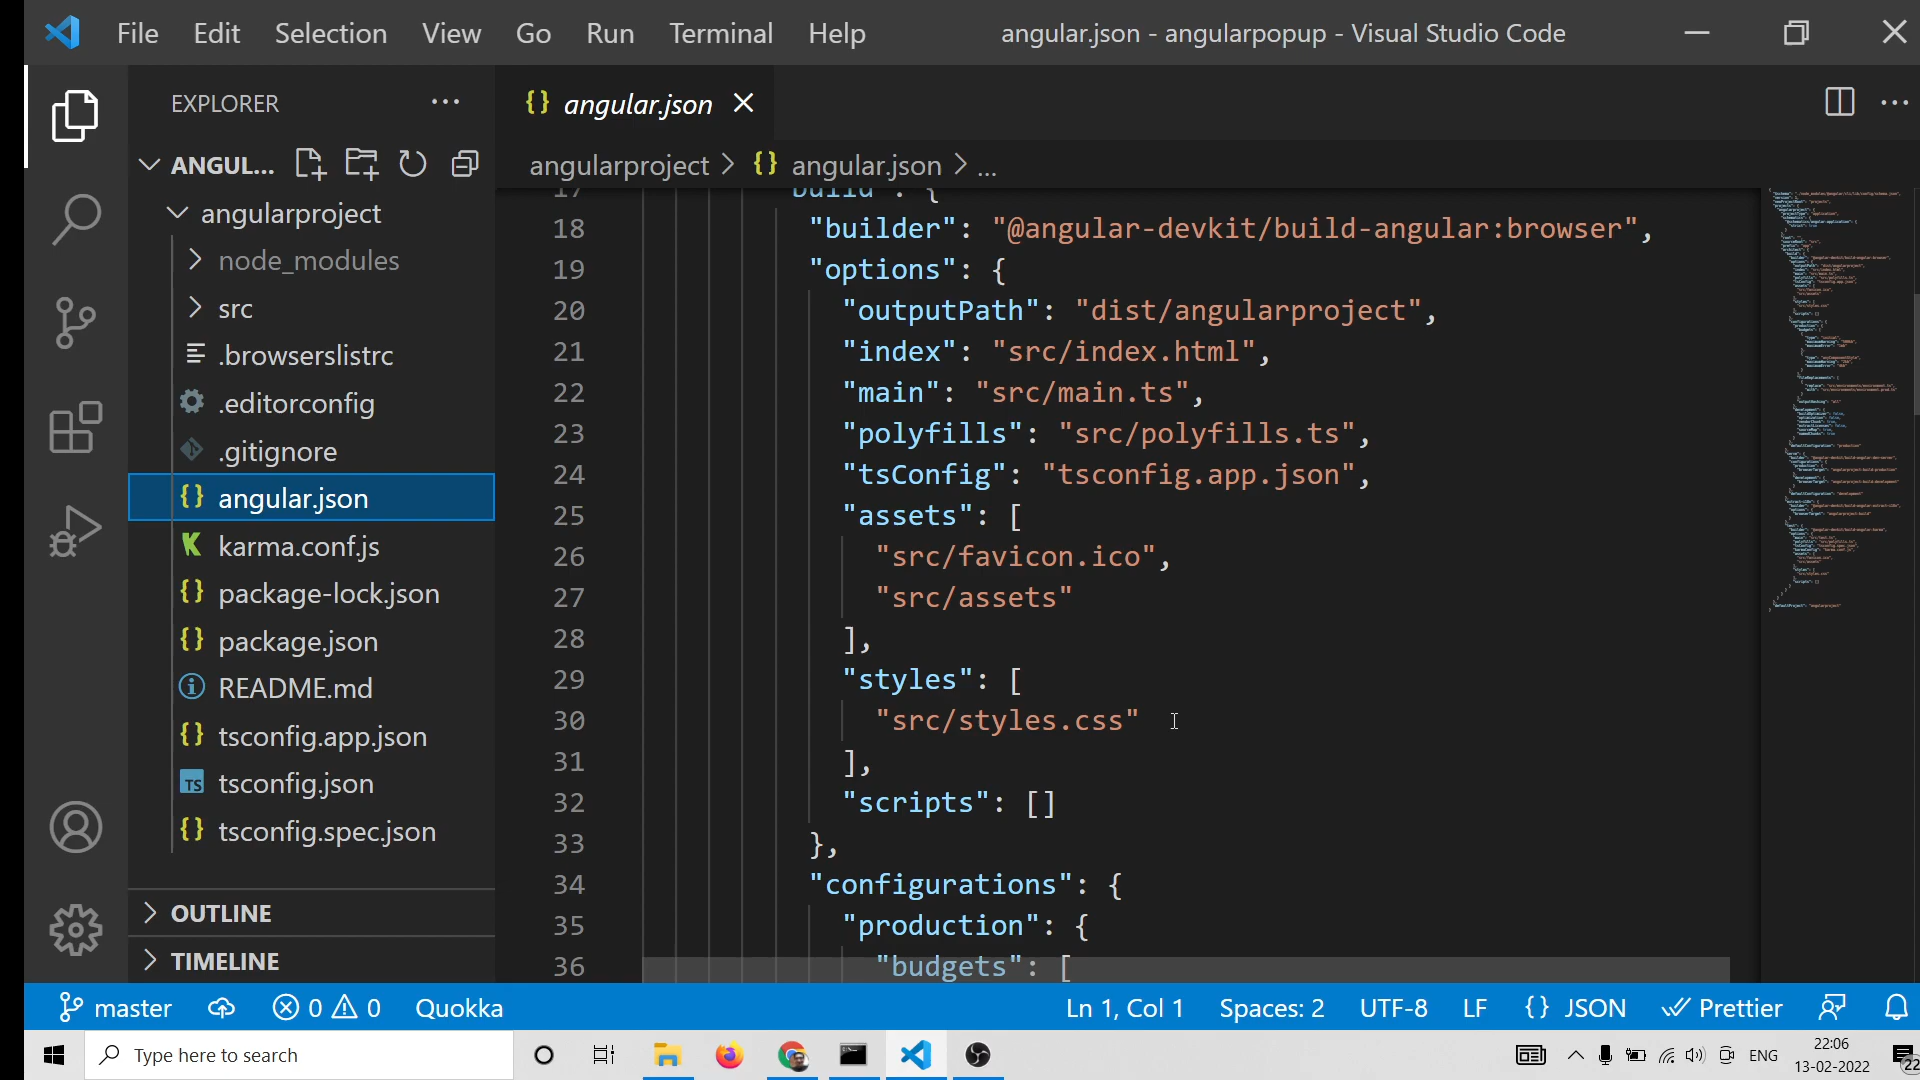 File Edit Selection View Go Run Terminal Help
angular.json - angularpopup - Visual Studio Code
EXPLORER
ANGUL...
angularproject
node_modules
src
.browserslistrc
.editorconfig
.gitignore
angular.json
karma.conf.js
package-lock.json
package.json
README.md
tsconfig.app.json
tsconfig.json
tsconfig.spec.json
OUTLINE
TIMELINE
{} angular.json
angularproject > {} angular.json > ...
17 "build": {
18 "builder": "@angular-devkit/build-angular:browser",
19 "options": {
20 "outputPath": "dist/angularproject",
21 "index": "src/index.html",
22 "main": "src/main.ts",
23 "polyfills": "src/polyfills.ts",
24 "tsConfig": "tsconfig.app.json",
25 "assets": [
26 "src/favicon.ico",
27 "src/assets"
28 ],
29 "styles": [
30 "src/styles.css"
31 ],
32 "scripts": []
33 },
34 "configurations": {
35 "production": {
36 "budgets": [
master 0 0 Quokka Ln 1, Col 1 Spaces: 2 UTF-8 LF {} JSON Prettier
Type here to search
ENG
22:06
13-02-2022
22